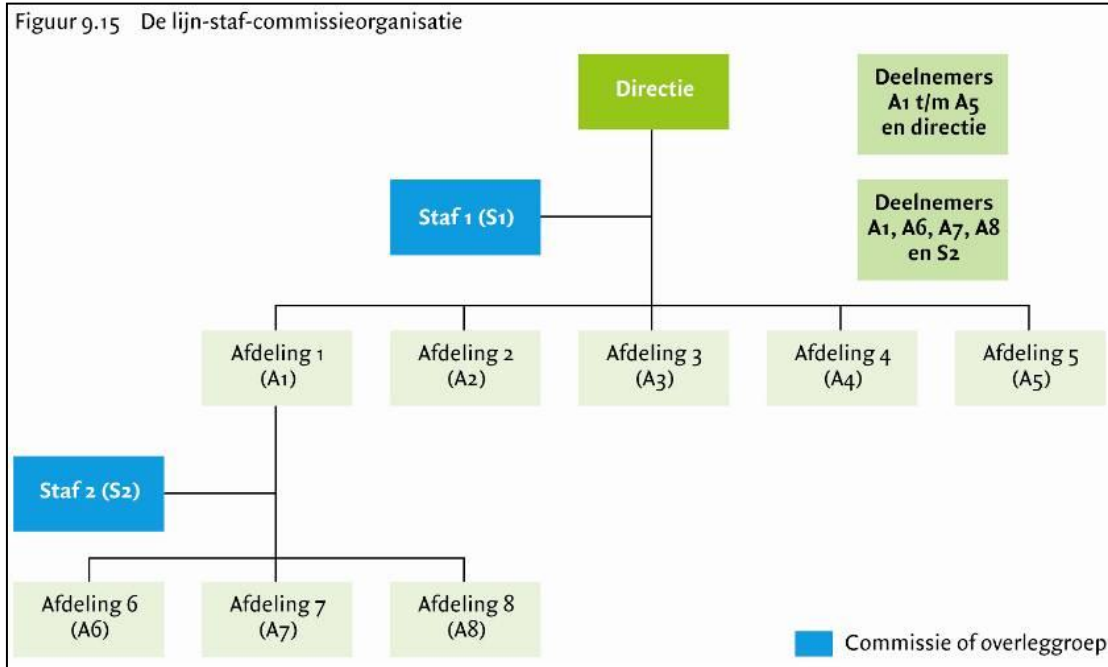 Figuur 9.15 De lijn-staf-commissieorganisatie
Directie
Deelnemers
A1 t/m A5
en directie
Staf 1 (S1)
Deelnemers
A1, A6, A7, A8
en S2
Afdeling 1
(A1)
Afdeling 2
(A2)
Afdeling 3
(A3)
Afdeling 4
(A4)
Afdeling 5
(A5)
Staf 2 (S2)
Afdeling 6
(A6)
Afdeling 7
(A7)
Afdeling 8
(A8)
Commissie of overleggroep